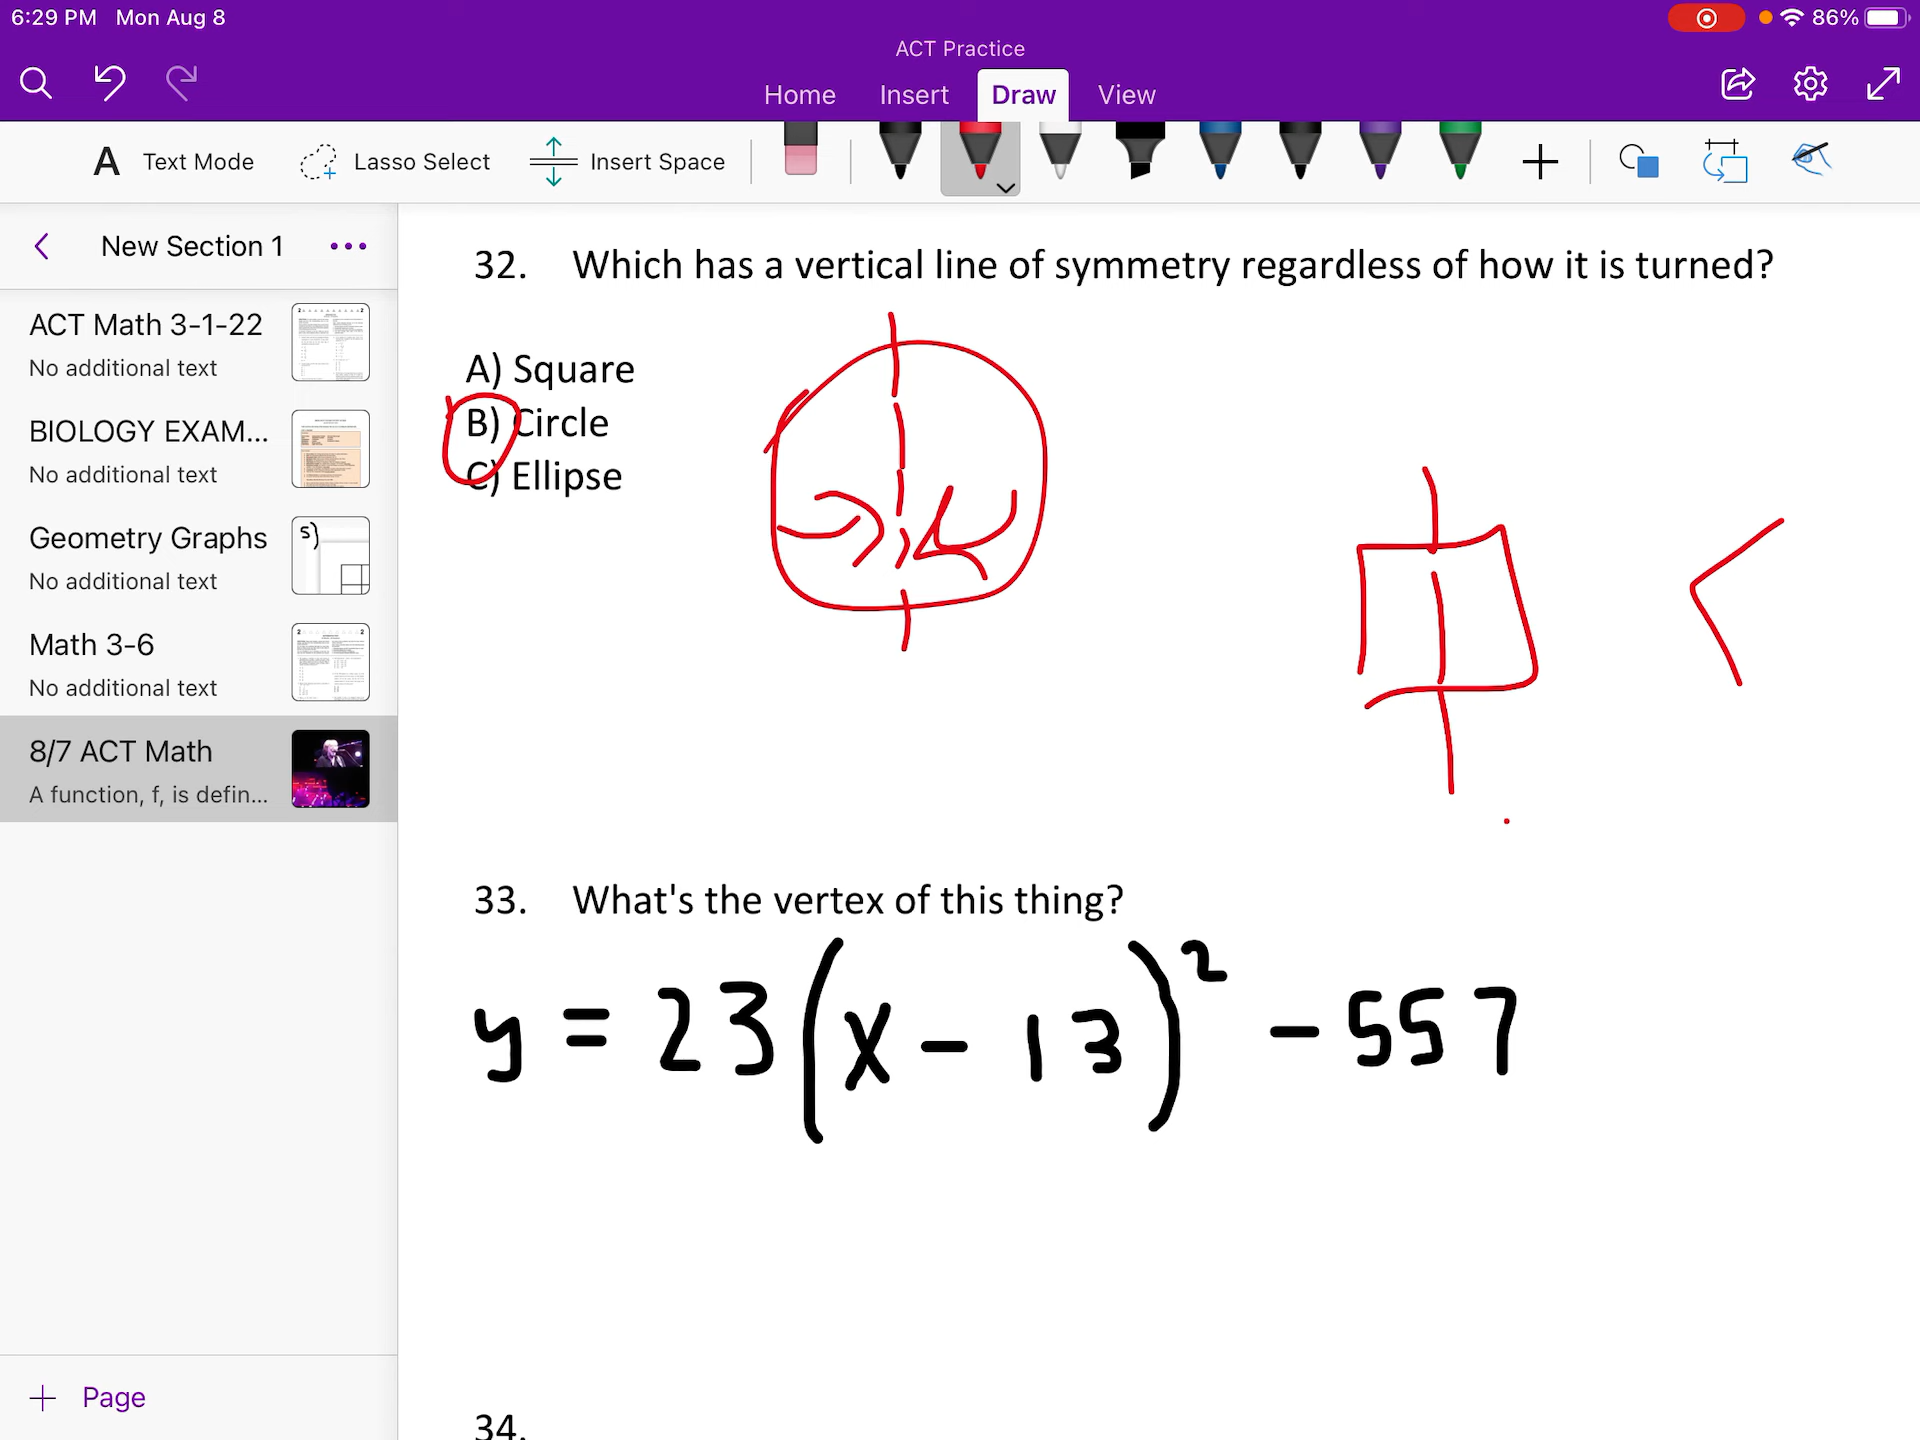 6:29 PM Mon Aug 8
86%
ACT Practice
Home Insert Draw View
A Text Mode Lasso Select Insert Space
New Section 1
ACT Math 3-1-22
No additional text
BIOLOGY EXAM...
No additional text
Geometry Graphs
No additional text
5)
Math 3-6
No additional text
8/7 ACT Math
A function, f, is defin...
+ Page
32. Which has a vertical line of symmetry regardless of how it is turned?
A) Square
B) Circle
C) Ellipse
33. What's the vertex of this thing?
y = 23(x - 13)² - 557
34.